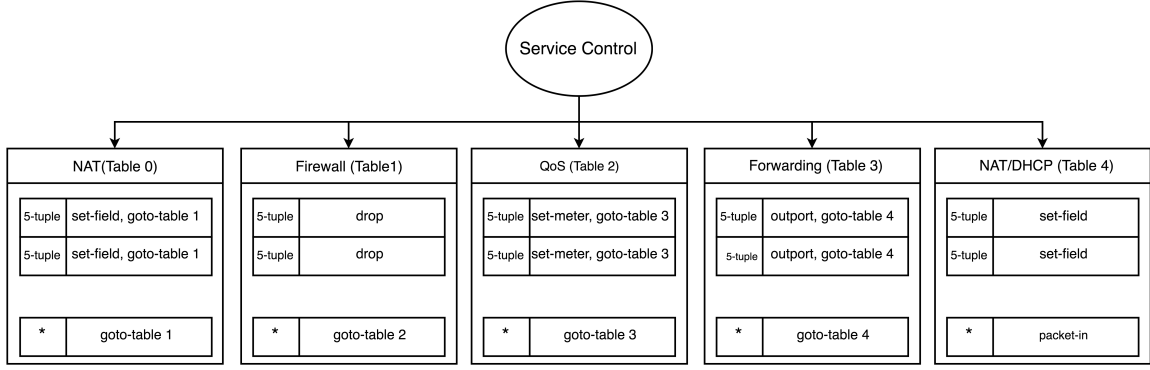 Service Control
NAT(Table 0)
5-tuple set-field, goto-table 1
5-tuple set-field, goto-table 1
* goto-table 1
Firewall (Table1)
5-tuple drop
5-tuple drop
* goto-table 2
QoS (Table 2)
5-tuple set-meter, goto-table 3
5-tuple set-meter, goto-table 3
* goto-table 3
Forwarding (Table 3)
5-tuple outport, goto-table 4
5-tuple outport, goto-table 4
* goto-table 4
NAT/DHCP (Table 4)
5-tuple set-field
5-tuple set-field
* packet-in